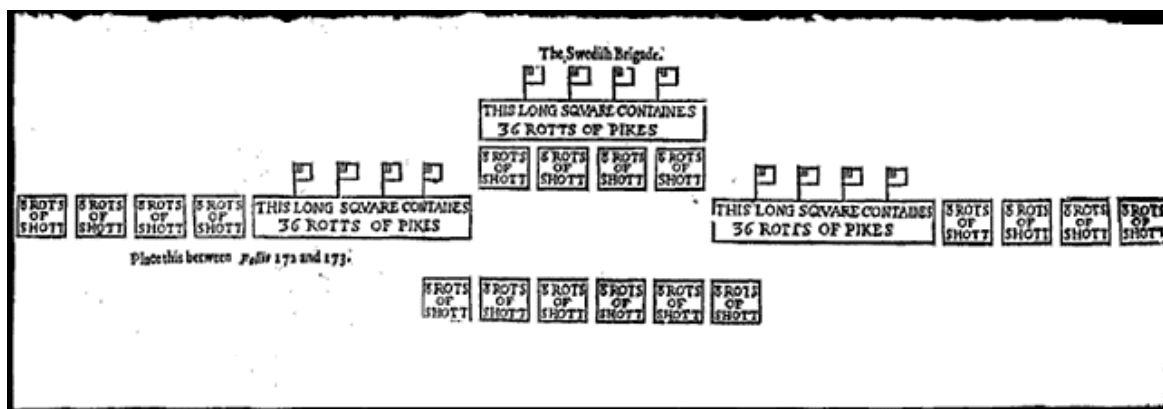 The Swediſh Brigade.
THIS LONG SQVARE CONTAINES
36 ROTTS OF PIKES
8 ROTS
OF
SHOTT
8 ROTS
OF
SHOTT
8 ROTS
OF
SHOTT
8 ROTS
OF
SHOTT
8 ROTS
OF
SHOTT
8 ROTS
OF
SHOTT
8 ROTS
OF
SHOTT
8 ROTS
OF
SHOTT
THIS LONG SQVARE CONTAINES
36 ROTTS OF PIKES
THIS LONG SQVARE CONTAINES
36 ROTTS OF PIKES
8 ROTS
OF
SHOTT
8 ROTS
OF
SHOTT
8 ROTS
OF
SHOTT
8 ROTS
OF
SHOTT
Place this between Follio 172 and 173.
8 ROTS
OF
SHOTT
8 ROTS
OF
SHOTT
8 ROTS
OF
SHOTT
8 ROTS
OF
SHOTT
8 ROTS
OF
SHOTT
8 ROTS
OF
SHOTT